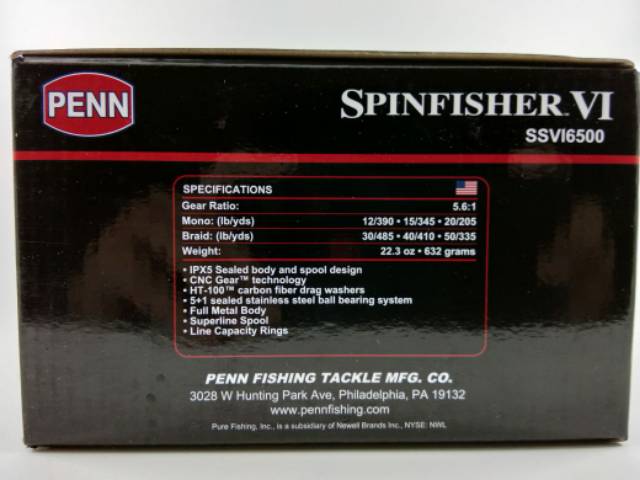 PENN
SPINFISHER VI
SSVI6500
SPECIFICATIONS
Gear Ratio: 5.6:1
Mono: (lb/yds) 12/390 • 15/345 • 20/205
Braid: (lb/yds) 30/485 • 40/410 • 50/335
Weight: 22.3 oz • 632 grams
• IPX5 Sealed body and spool design
• CNC Gear™ technology
• HT-100™ carbon fiber drag washers
• 5+1 sealed stainless steel ball bearing system
• Full Metal Body
• Superline Spool
• Line Capacity Rings
PENN FISHING TACKLE MFG. CO.
3028 W Hunting Park Ave, Philadelphia, PA 19132
www.pennfishing.com
Pure Fishing, Inc., is a subsidiary of Newell Brands Inc., NYSE: NWL